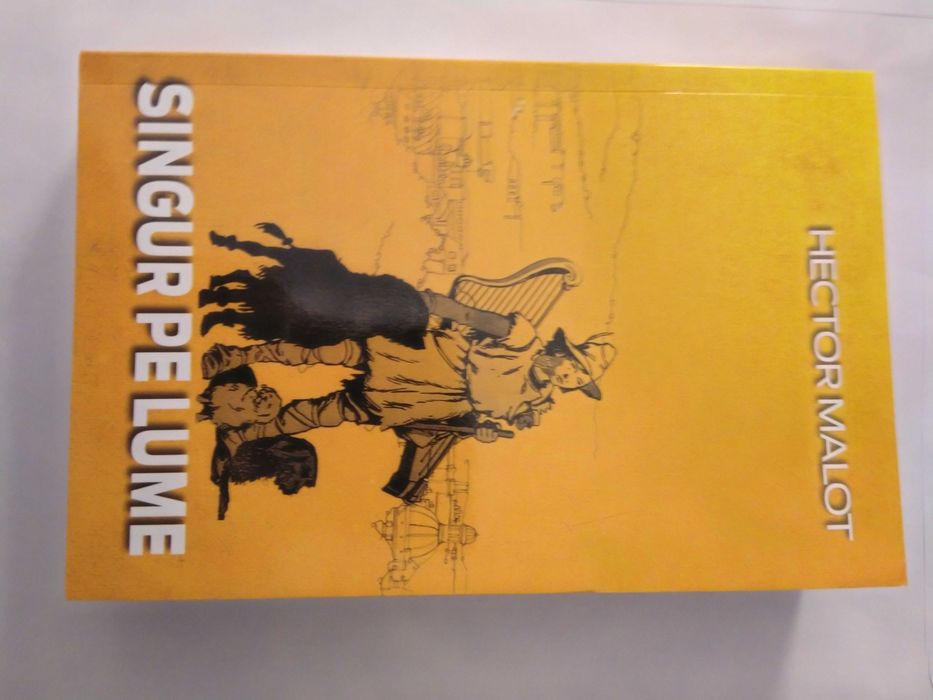 HECTOR MALOT
SINGUR PE LUME